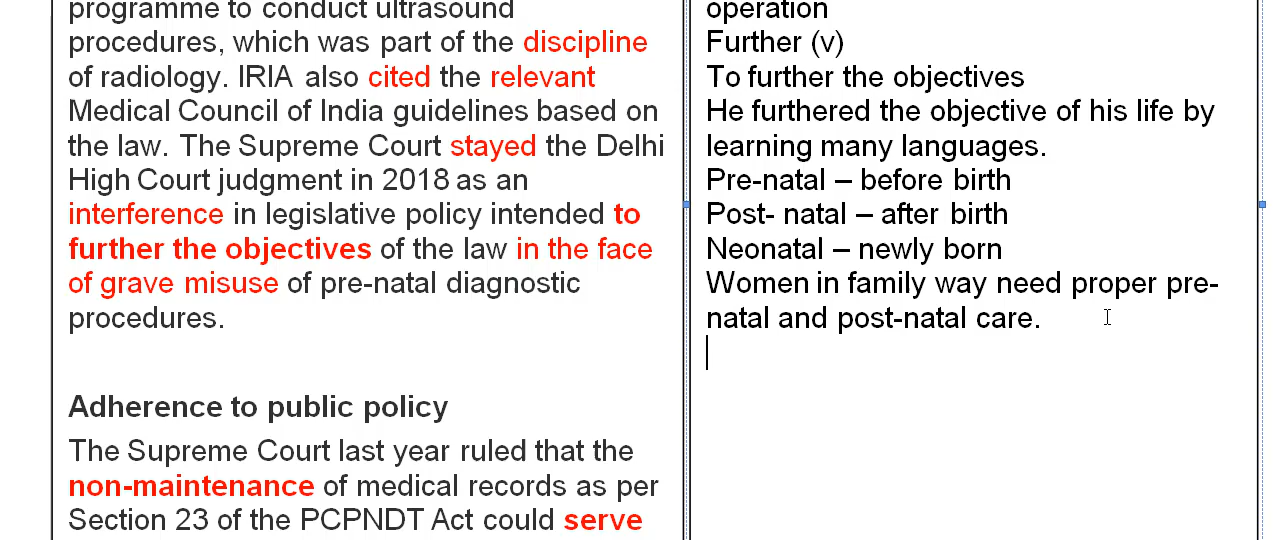 programme to conduct ultrasound
procedures, which was part of the discipline
of radiology. IRIA also cited the relevant
Medical Council of India guidelines based on
the law. The Supreme Court stayed the Delhi
High Court judgment in 2018 as an
interference in legislative policy intended to
further the objectives of the law in the face
of grave misuse of pre-natal diagnostic
procedures.
Adherence to public policy
The Supreme Court last year ruled that the
non-maintenance of medical records as per
Section 23 of the PCPNDT Act could serve
operation
Further (v)
To further the objectives
He furthered the objective of his life by
learning many languages.
Pre-natal – before birth
Post- natal – after birth
Neonatal – newly born
Women in family way need proper pre-
natal and post-natal care.